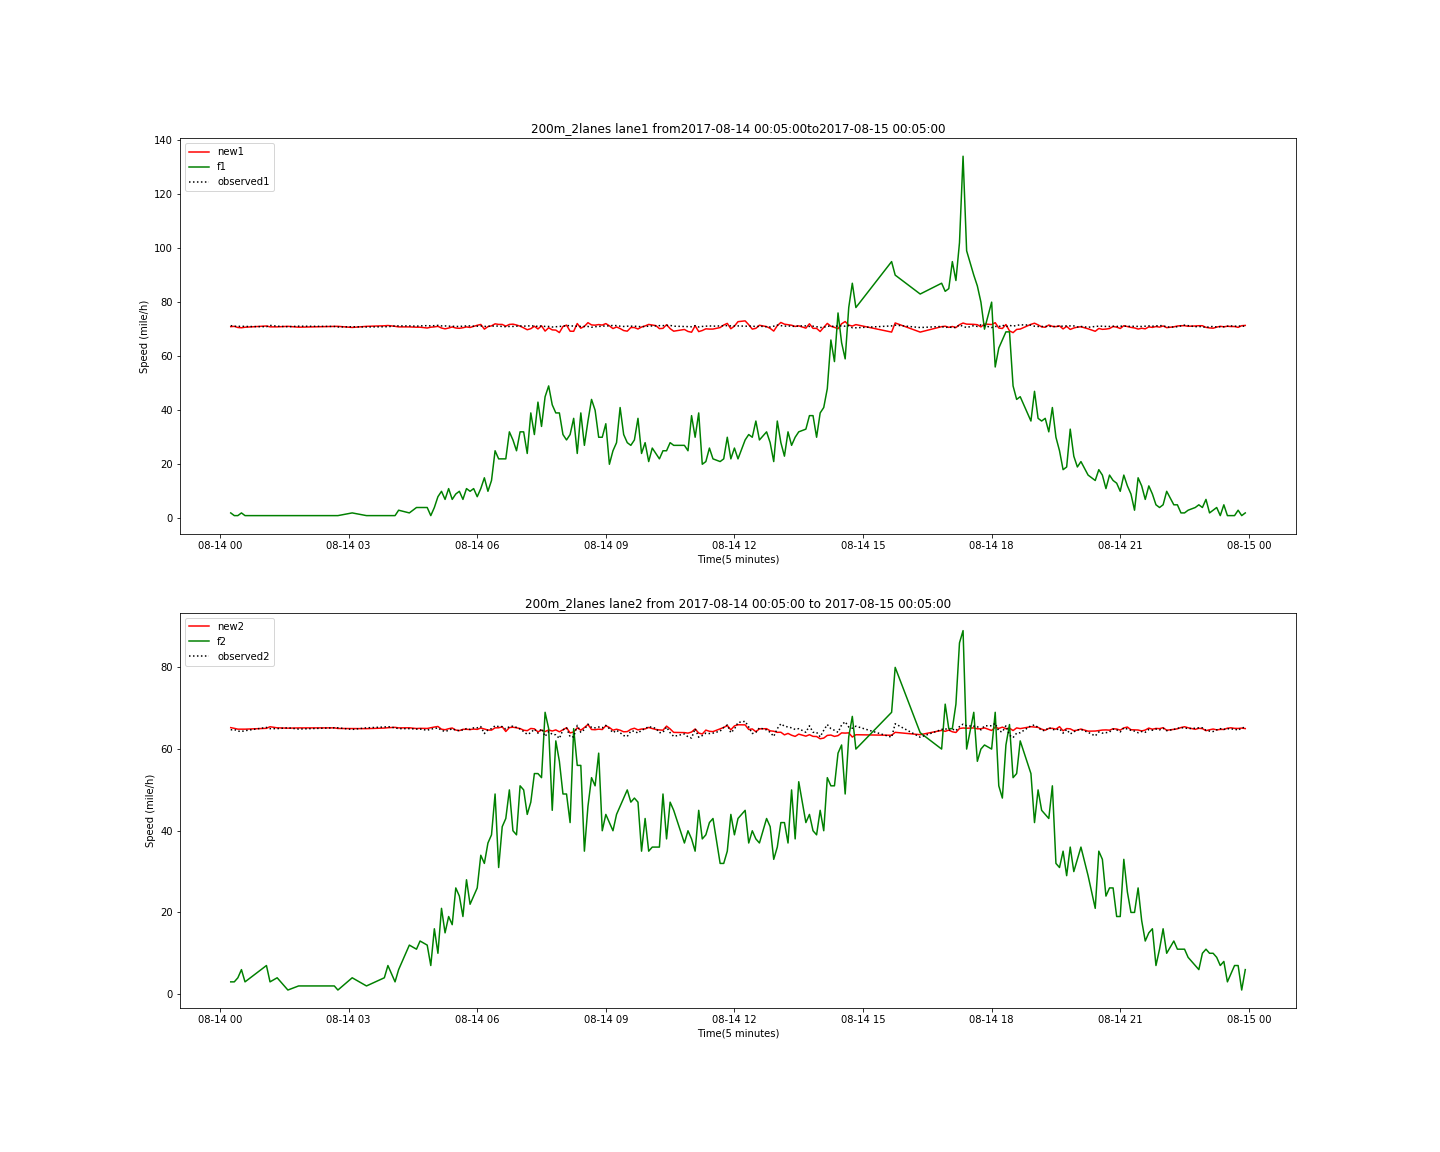 200m_2lanes lane1 from2017-08-14 00:05:00to2017-08-15 00:05:00
new1
f1
observed1
Speed (mile/h)
140
120
100
80
60
40
20
0
08-14 00 08-14 03 08-14 06 08-14 09 08-14 12 08-14 15 08-14 18 08-14 21 08-15 00
Time(5 minutes)
200m_2lanes lane2 from 2017-08-14 00:05:00 to 2017-08-15 00:05:00
new2
f2
observed2
Speed (mile/h)
80
60
40
20
0
08-14 00 08-14 03 08-14 06 08-14 09 08-14 12 08-14 15 08-14 18 08-14 21 08-15 00
Time(5 minutes)